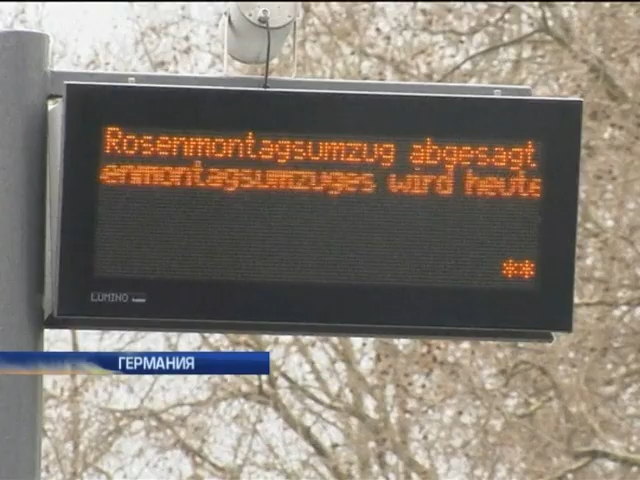 Rosenmontagsumzug abgesagt
enmontagsumzuges wird heute
**
LUMINO
ГЕРМАНИЯ